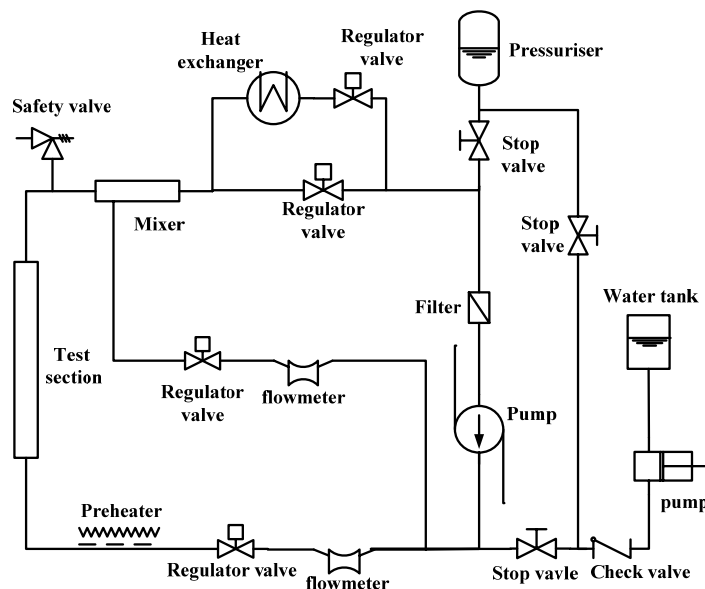 Heat
exchanger
Regulator
valve
Pressuriser
Safety valve
Stop
valve
Mixer
Regulator
valve
Stop
valve
Filter
Water tank
Test
section
Regulator
valve
flowmeter
Pump
Preheater
pump
Regulator valve
flowmeter
Stop vavle
Check valve